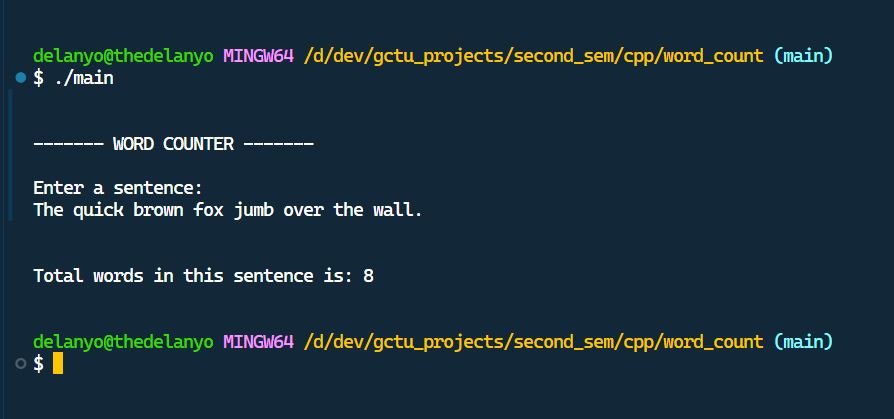 delanyo@thedelanyo MINGW64 /d/dev/gctu_projects/second_sem/cpp/word_count (main)
$ ./main
------- WORD COUNTER -------
Enter a sentence:
The quick brown fox jumb over the wall.
Total words in this sentence is: 8
delanyo@thedelanyo MINGW64 /d/dev/gctu_projects/second_sem/cpp/word_count (main)
$